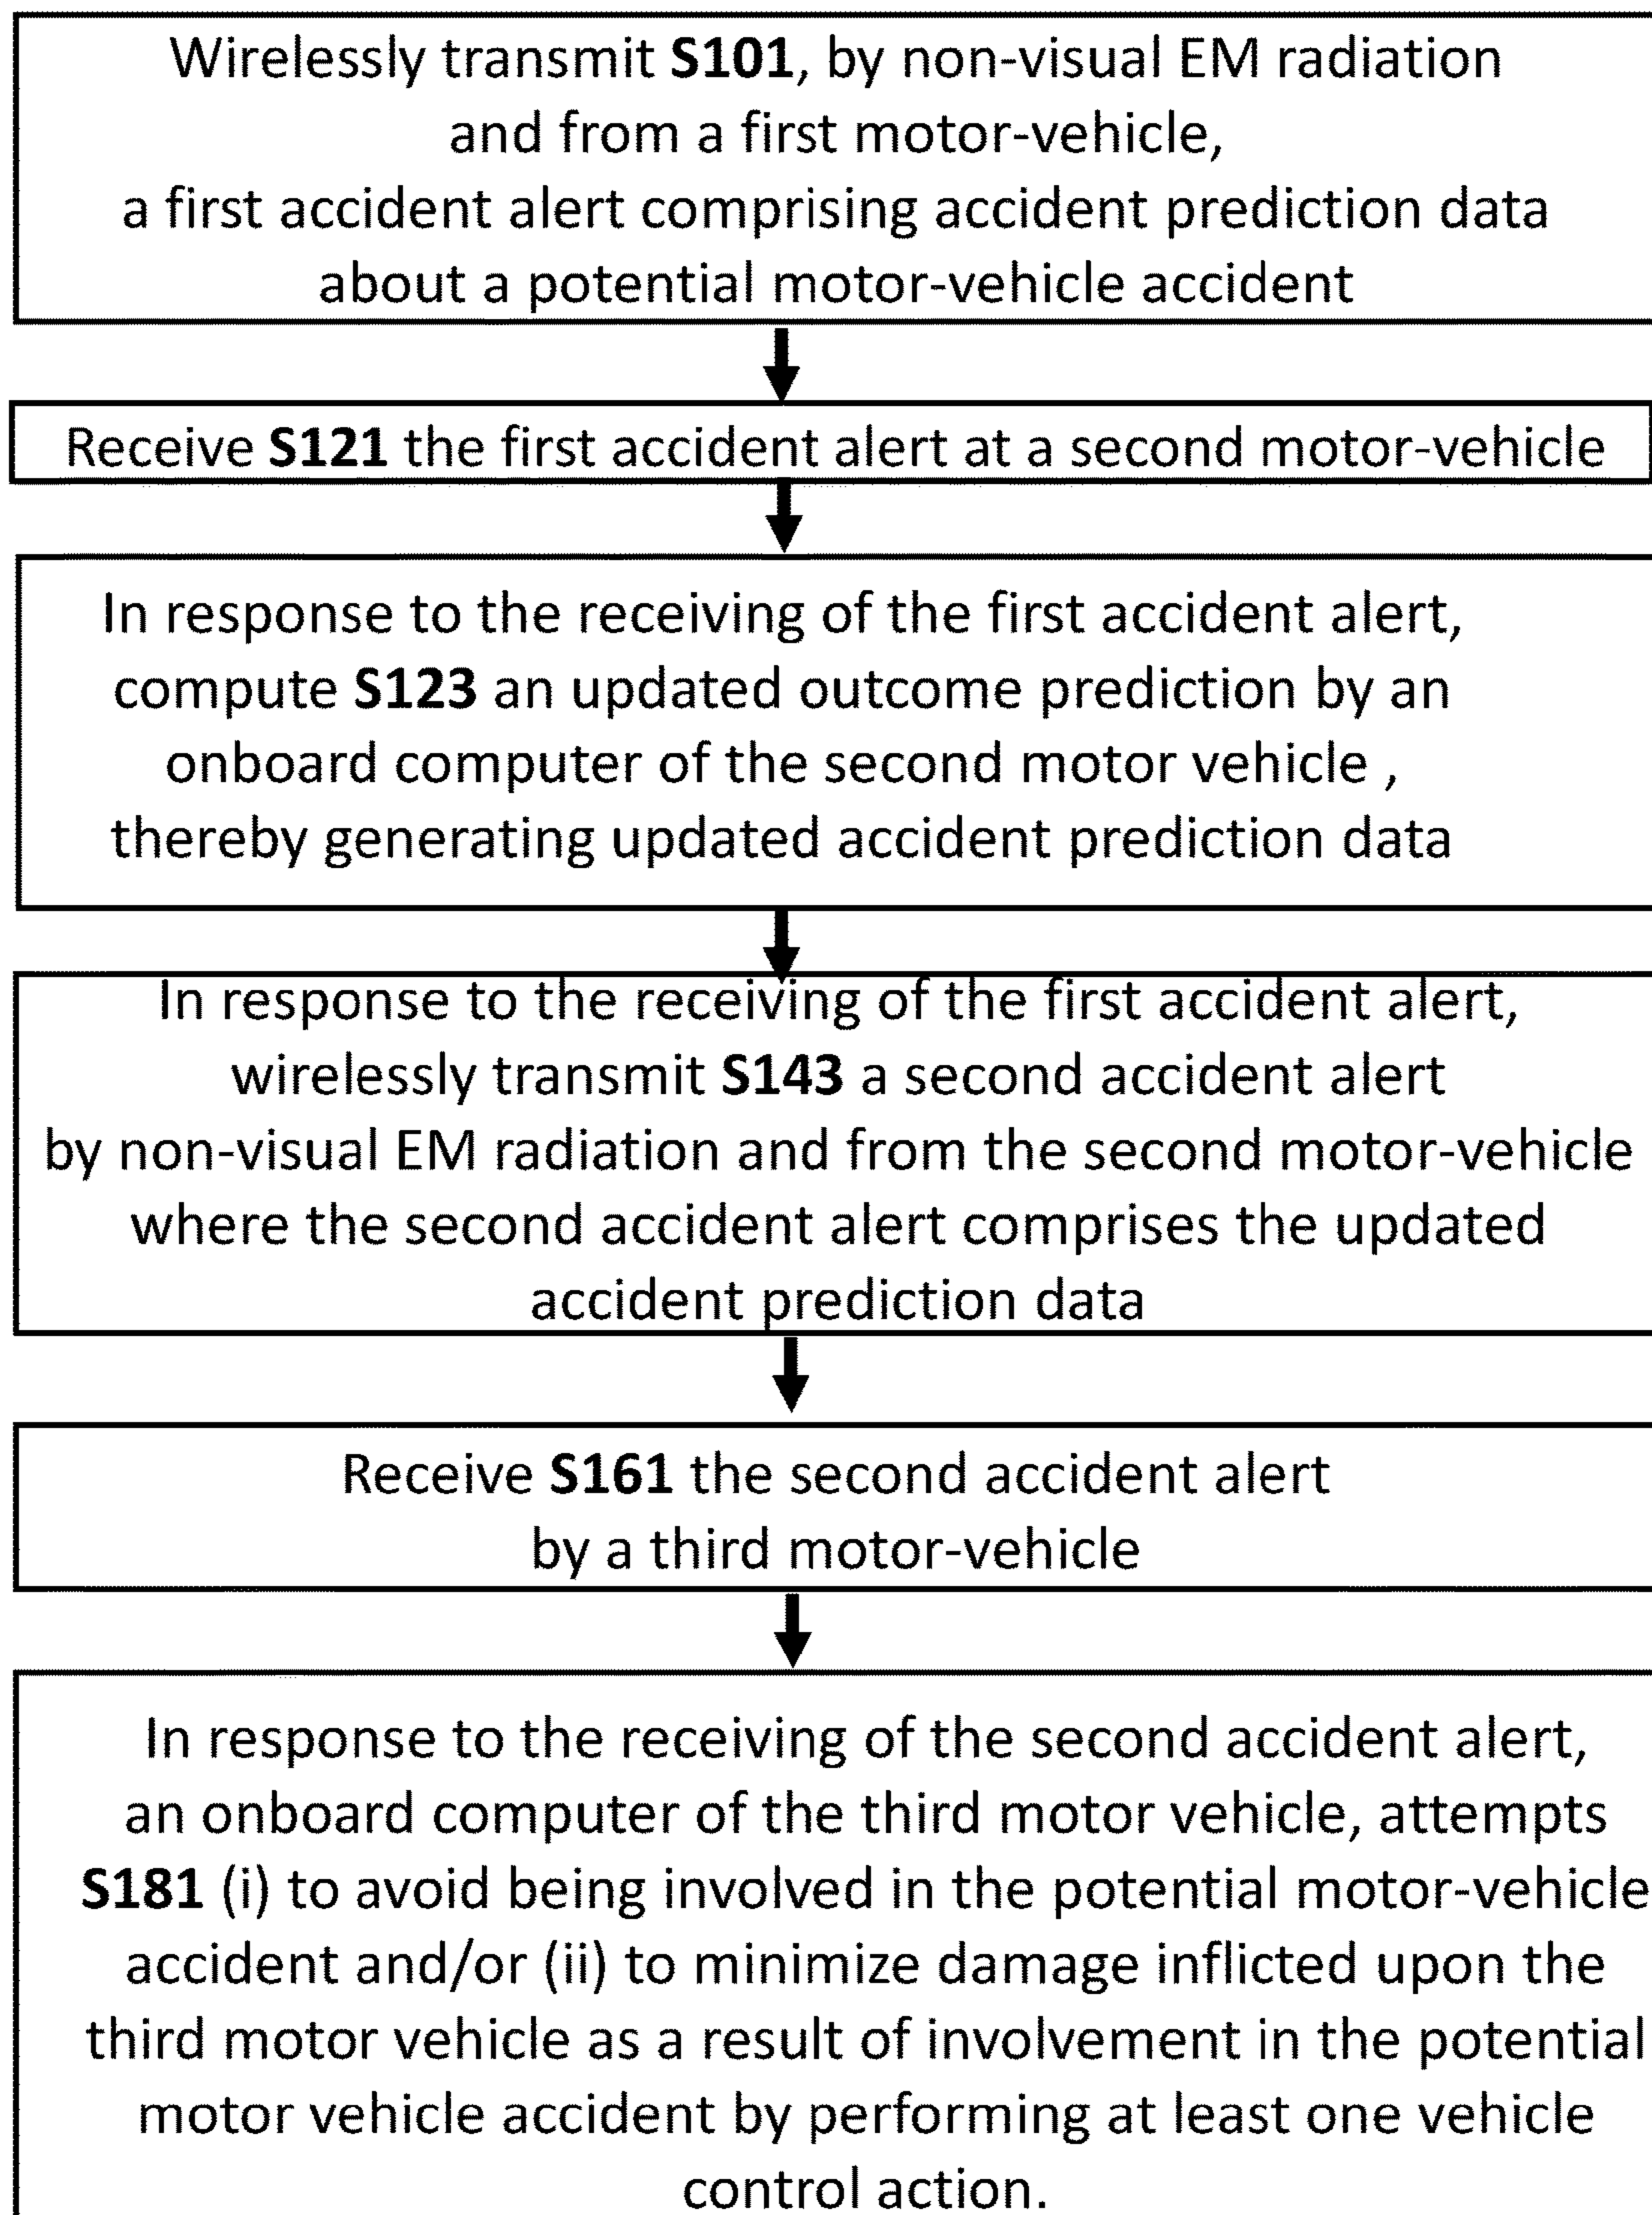 Wirelessly transmit S101, by non-visual EM radiation
and from a first motor-vehicle,
a first accident alert comprising accident prediction data
about a potential motor-vehicle accident
Receive S121 the first accident alert at a second motor-vehicle
In response to the receiving of the first accident alert,
compute S123 an updated outcome prediction by an
onboard computer of the second motor vehicle ,
thereby generating updated accident prediction data
In response to the receiving of the first accident alert,
wirelessly transmit S143 a second accident alert
by non-visual EM radiation and from the second motor-vehicle
where the second accident alert comprises the updated
accident prediction data
Receive S161 the second accident alert
by a third motor-vehicle
In response to the receiving of the second accident alert,
an onboard computer of the third motor vehicle, attempts
S181 (i) to avoid being involved in the potential motor-vehicle
accident and/or (ii) to minimize damage inflicted upon the
third motor vehicle as a result of involvement in the potential
motor vehicle accident by performing at least one vehicle
control action.